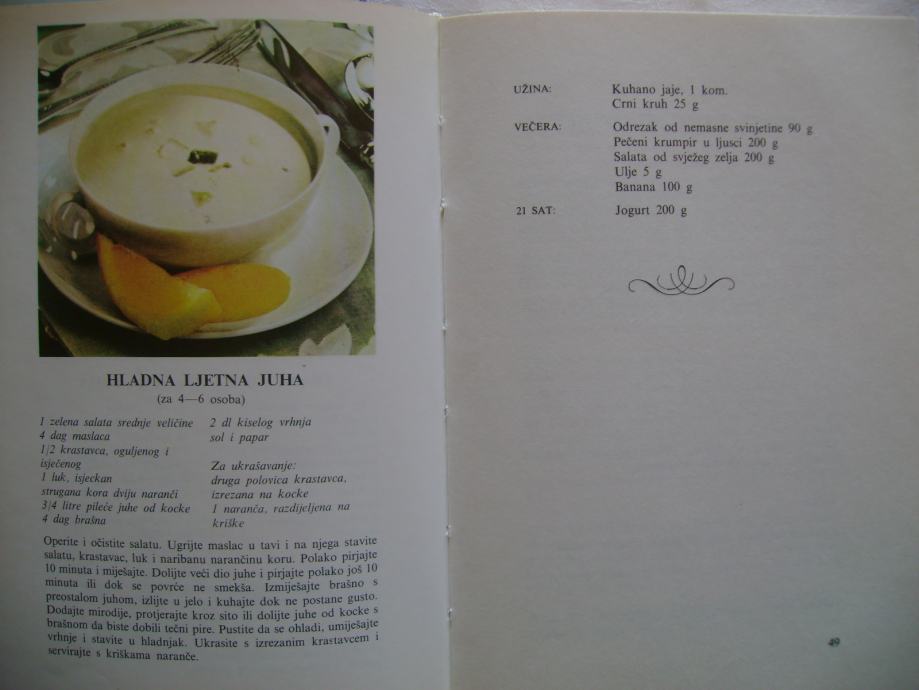 HLADNA LJETNA JUHA
(za 4—6 osoba)
1 zelena salata srednje veličine
4 dag maslaca
1/2 krastavca, oguljenog i
isječenog
1 luk, isjeckan
strugana kora dviju naranči
3/4 litre pileće juhe od kocke
4 dag brašna
2 dl kiselog vrhnja
sol i papar
Za ukrašavanje:
druga polovica krastavca,
izrezana na kocke
1 naranča, razdijeljena na
kriške
Operite i očistite salatu. Ugrijte maslac u tavi i na njega stavite
salatu, krastavac, luk i naribanu narančinu koru. Polako pirjajte
10 minuta i miješajte. Dolijte veći dio juhe i pirjajte polako još 10
minuta ili dok se povrće ne smekša. Izmiješajte brašno s
preostalom juhom, izlijte u jelo i kuhajte dok ne postane gusto.
Dodajte mirodije, protjerajte kroz sito ili dolijte juhe od kocke s
brašnom da biste dobili tečni pire. Pustite da se ohladi, umiješajte
vrhnje i stavite u hladnjak. Ukrasite s izrezanim krastavcem i
servirajte s kriškama naranče.
UŽINA: Kuhano jaje, 1 kom.
Crni kruh 25 g
VEČERA: Odrezak od nemasne svinjetine 90 g
Pečeni krumpir u ljusci 200 g
Salata od svježeg zelja 200 g
Ulje 5 g
Banana 100 g
21 SAT: Jogurt 200 g
49